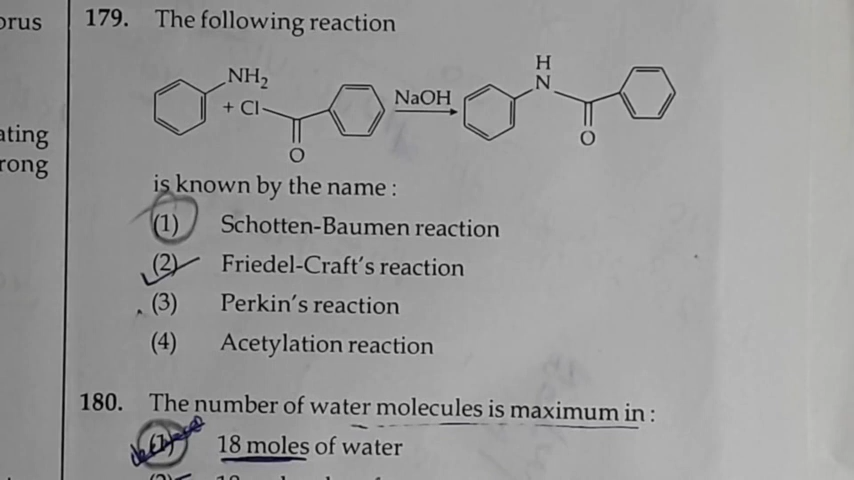 orus
179. The following reaction
NH₂
+ Cl
O
NaOH
H
N
O
ating
rong
is known by the name :
(1) Schotten-Baumen reaction
(2) Friedel-Craft's reaction
(3) Perkin's reaction
(4) Acetylation reaction
180. The number of water molecules is maximum in :
(1) 18 moles of water